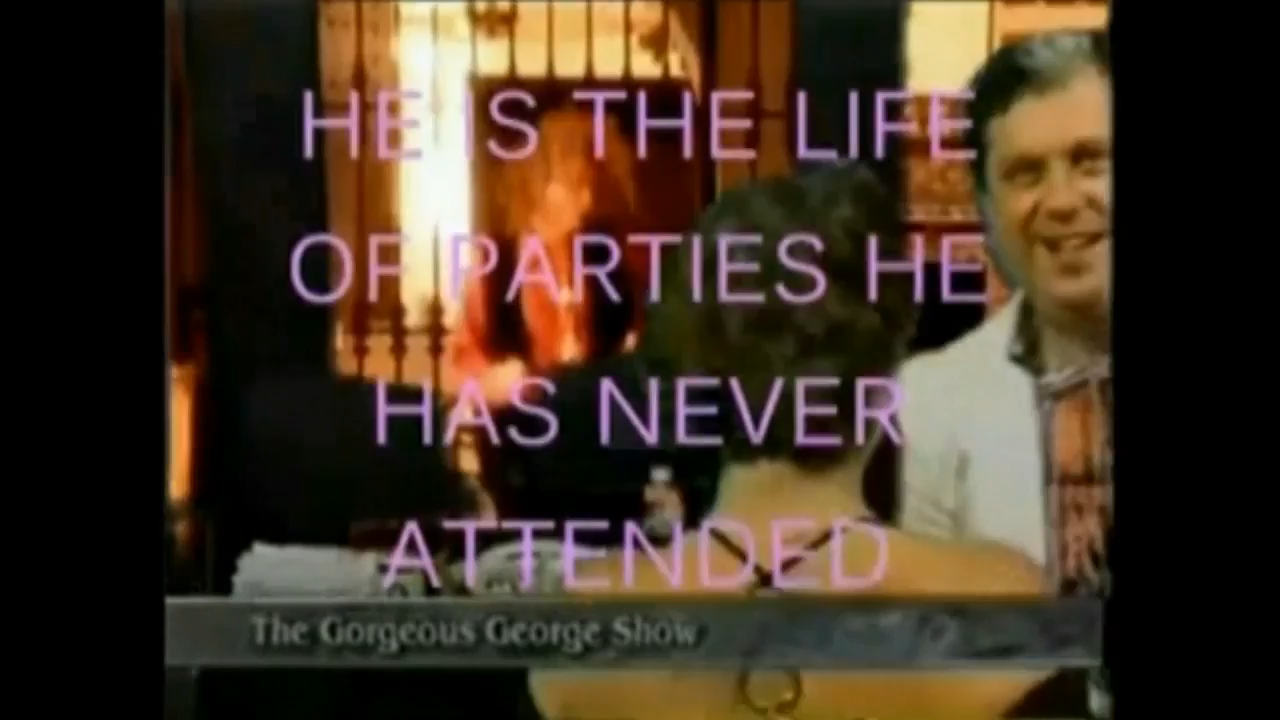 HE IS THE LIFE
OF PARTIES HE
HAS NEVER
ATTENDED
The Gorgeous George Show